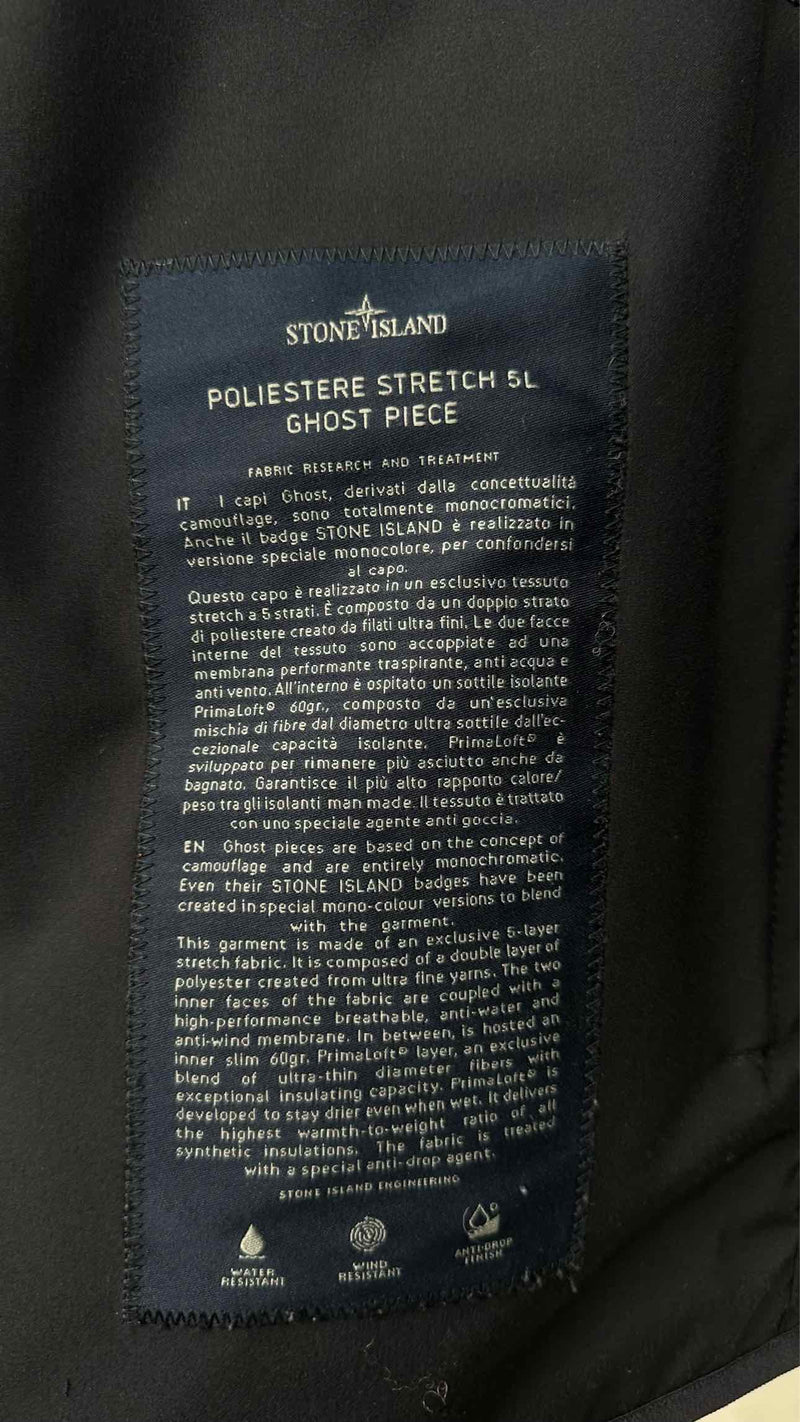 STONE ISLAND
POLIESTERE STRETCH 5L
GHOST PIECE
FABRIC RESEARCH AND TREATMENT
IT I capi Ghost, derivati dalla concettualità
camouflage, sono totalmente monocromatici.
Anche il badge STONE ISLAND è realizzato in
versione speciale monocolore, per confondersi
al capo.
Questo capo è realizzato in un esclusivo tessuto
stretch a 5 strati. È composto da un doppio strato
di poliestere creato da filati ultra fini. Le due facce
interne del tessuto sono accoppiate ad una
membrana performante traspirante, anti acqua e
anti vento. All'interno è ospitato un sottile isolante
PrimaLoft® 60gr., composto da un'esclusiva
mischia di fibre dal diametro ultra sottile dall'ec-
cezionale capacità isolante. PrimaLoft® è
sviluppato per rimanere più asciutto anche da
bagnato. Garantisce il più alto rapporto calore/
peso tra gli isolanti man made. Il tessuto è trattato
con uno speciale agente anti goccia.
EN Ghost pieces are based on the concept of
camouflage and are entirely monochromatic.
Even their STONE ISLAND badges have been
created in special mono-colour versions to blend
with the garment.
This garment is made of an exclusive 5-layer
stretch fabric. It is composed of a double layer of
polyester created from ultra fine yarns. The two
inner faces of the fabric are coupled with a
high-performance breathable, anti-water and
anti-wind membrane. In between, is hosted an
inner slim 60gr. PrimaLoft® layer, an exclusive
blend of ultra-thin diameter fibers with
exceptional insulating capacity. PrimaLoft® is
developed to stay drier even when wet. It delivers
the highest warmth-to-weight ratio of all
synthetic insulations. The fabric is treated
with a special anti-drop agent.
STONE ISLAND ENGINEERING
WATER
RESISTANT
WIND
RESISTANT
ANTI-DROP
FINISH